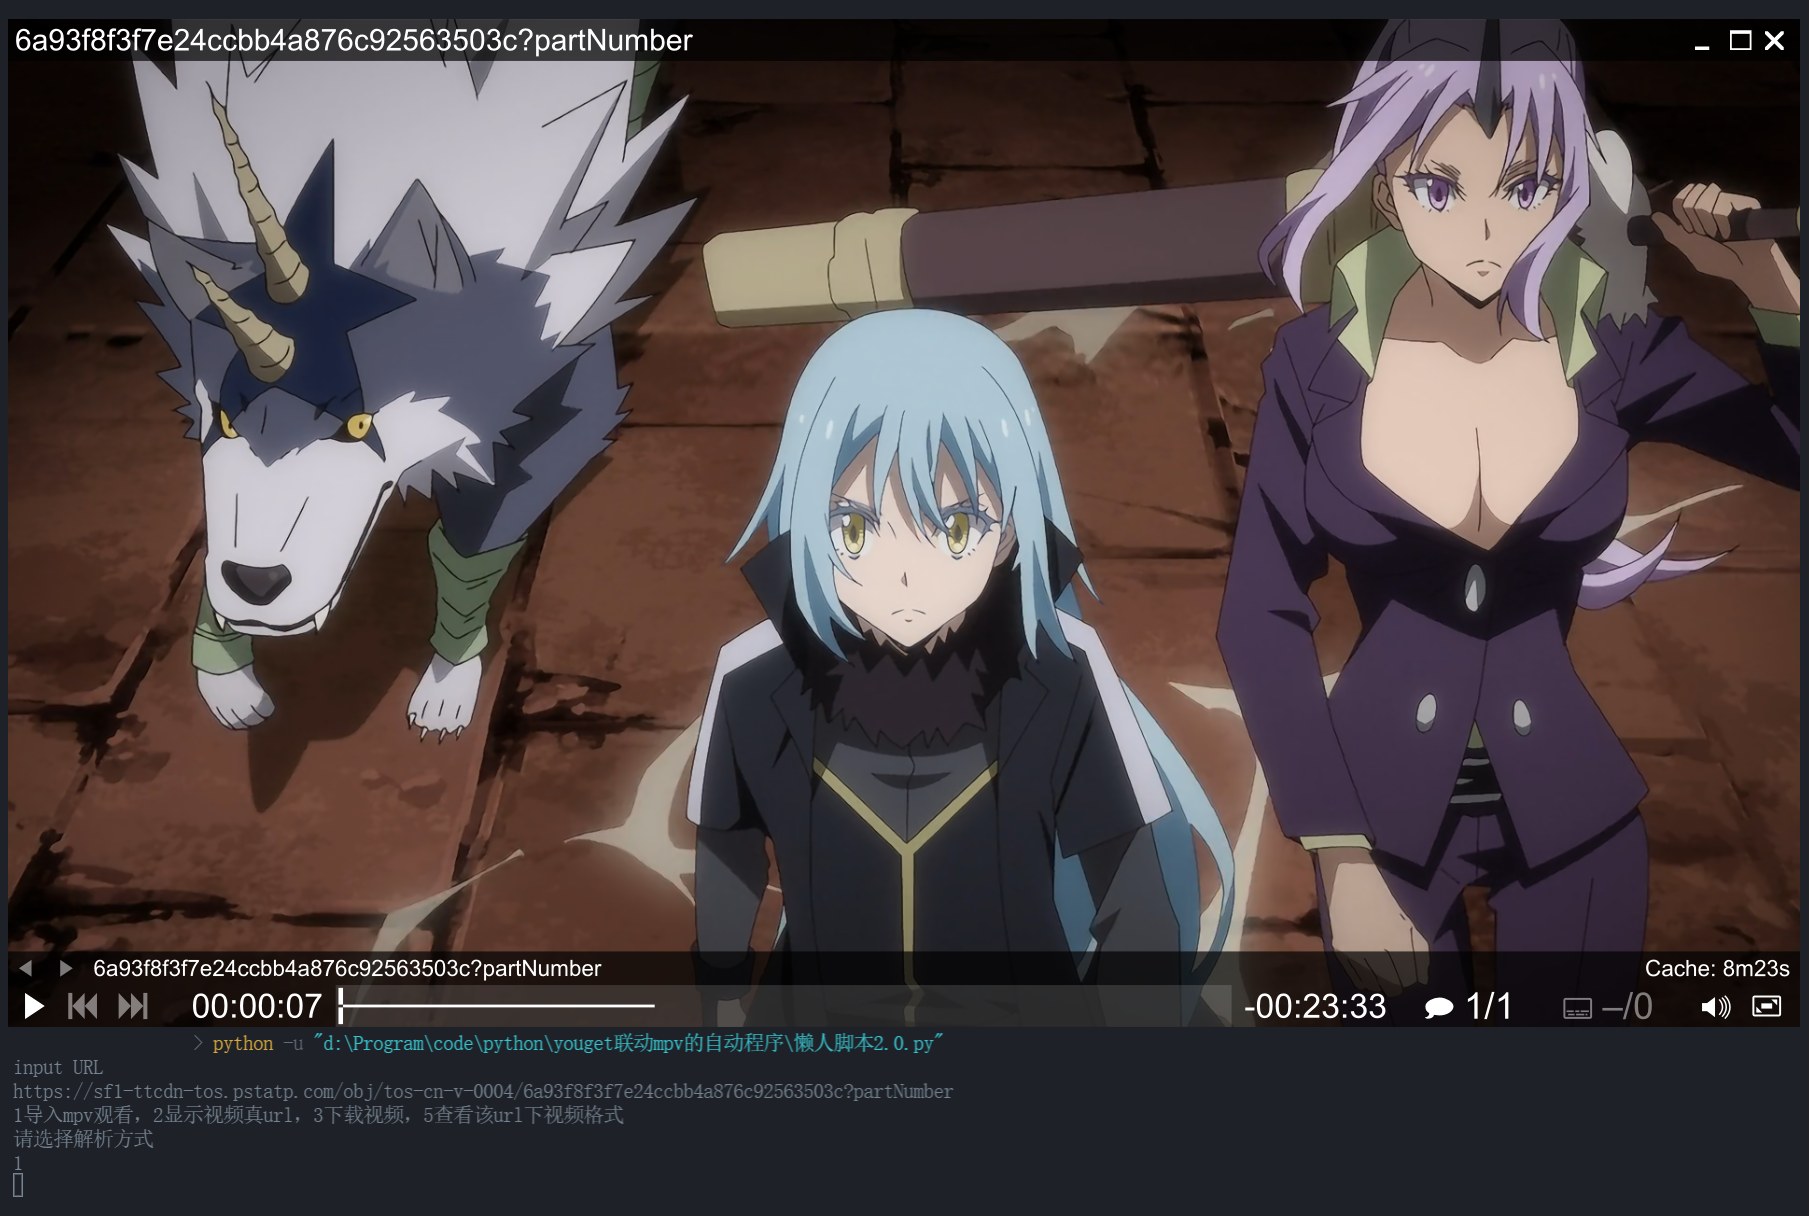 6a93f8f3f7e24ccbb4a876c92563503c?partNumber
6a93f8f3f7e24ccbb4a876c92563503c?partNumber
Cache: 8m23s
00:00:07
-00:23:33
1/1
–/0
> python -u "d:\Program\code\python\youget联动mpv的自动程序\懒人脚本2.0.py"
input URL
https://sf1-ttcdn-tos.pstatp.com/obj/tos-cn-v-0004/6a93f8f3f7e24ccbb4a876c92563503c?partNumber
1导入mpv观看，2显示视频真url，3下载视频，5查看该url下视频格式
请选择解析方式
1